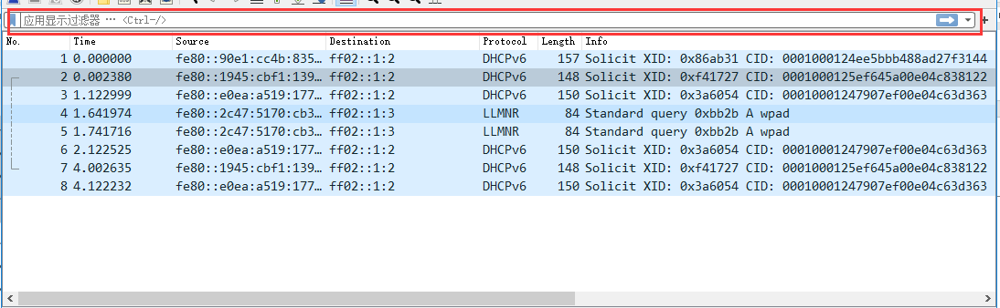 应用显示过滤器 … <Ctrl-/>
No. Time Source Destination Protocol Length Info
1 0.000000 fe80::90e1:cc4b:835… ff02::1:2 DHCPv6 157 Solicit XID: 0x86ab31 CID: 0001000124ee5bbb488ad27f3144
2 0.002380 fe80::1945:cbf1:139… ff02::1:2 DHCPv6 148 Solicit XID: 0xf41727 CID: 0001000125ef645a00e04c838122
3 1.122999 fe80::e0ea:a519:177… ff02::1:2 DHCPv6 150 Solicit XID: 0x3a6054 CID: 00010001247907ef00e04c63d363
4 1.641974 fe80::2c47:5170:cb3… ff02::1:3 LLMNR 84 Standard query 0xbb2b A wpad
5 1.741716 fe80::2c47:5170:cb3… ff02::1:3 LLMNR 84 Standard query 0xbb2b A wpad
6 2.122525 fe80::e0ea:a519:177… ff02::1:2 DHCPv6 150 Solicit XID: 0x3a6054 CID: 00010001247907ef00e04c63d363
7 4.002635 fe80::1945:cbf1:139… ff02::1:2 DHCPv6 148 Solicit XID: 0xf41727 CID: 0001000125ef645a00e04c838122
8 4.122232 fe80::e0ea:a519:177… ff02::1:2 DHCPv6 150 Solicit XID: 0x3a6054 CID: 00010001247907ef00e04c63d363